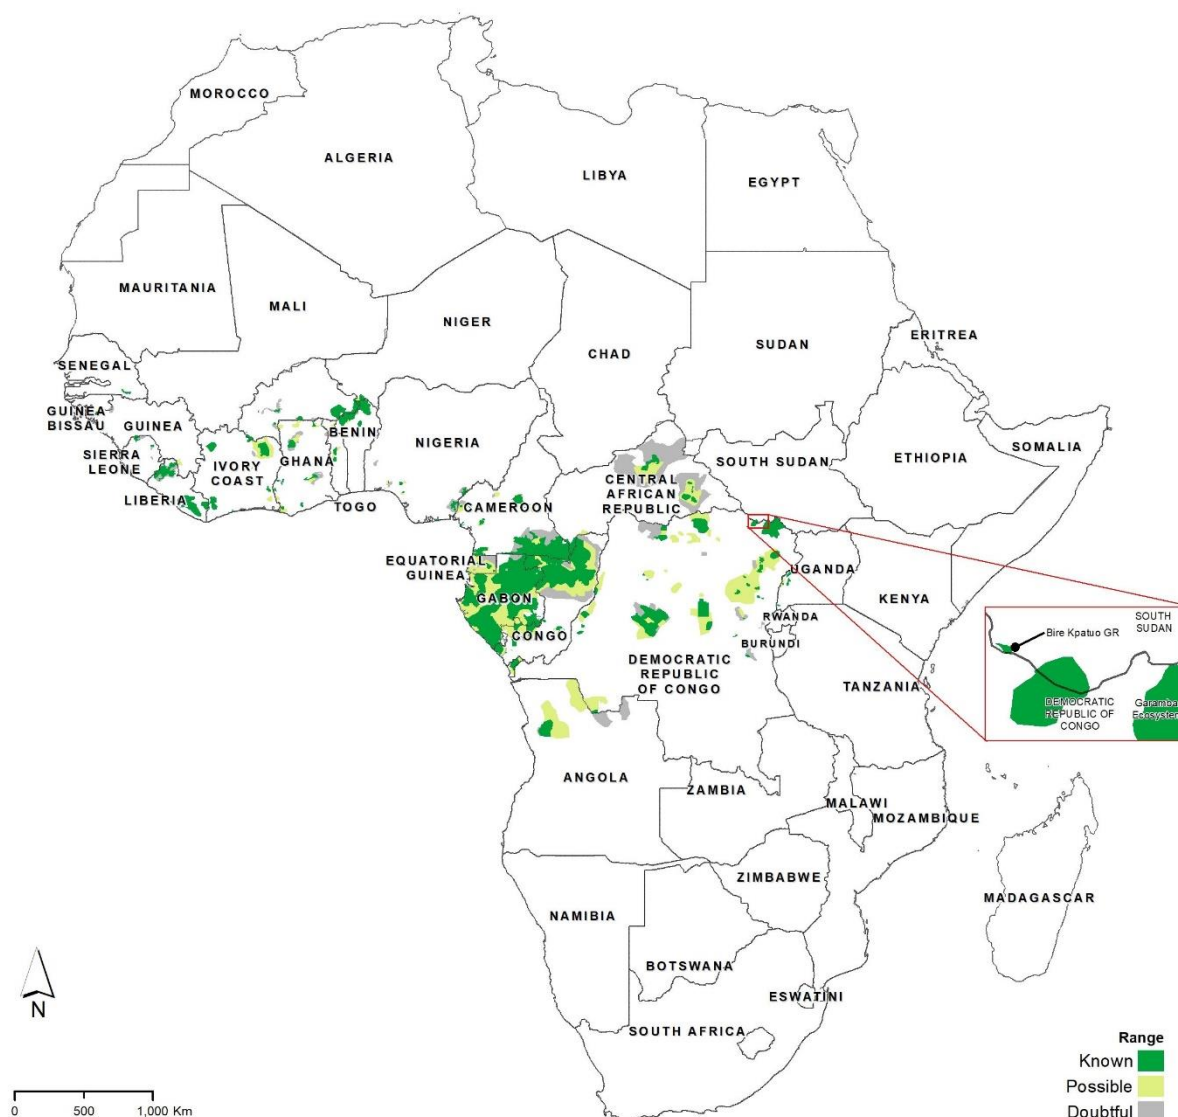 MOROCCO
ALGERIA
LIBYA
EGYPT
MAURITANIA
MALI
NIGER
CHAD
SUDAN
ERITREA
SENEGAL
GUINEA
BISSAU
GUINEA
SIERRA
LEONE
LIBERIA
IVORY
COAST
GHANA
BENIN
TOGO
NIGERIA
CAMEROON
CENTRAL
AFRICAN
REPUBLIC
SOUTH SUDAN
ETHIOPIA
SOMALIA
EQUATORIAL
GUINEA
GABON
CONGO
DEMOCRATIC
REPUBLIC
OF CONGO
UGANDA
KENYA
RWANDA
BURUNDI
TANZANIA
SOUTH
SUDAN
Bire Kpatuo GR
DEMOCRATIC
REPUBLIC OF
CONGO
Garamba
Ecosystem
ANGOLA
ZAMBIA
MALAWI
MOZAMBIQUE
ZIMBABWE
MADAGASCAR
NAMIBIA
BOTSWANA
ESWATINI
SOUTH AFRICA
N
0 500 1,000 Km
Range
Known
Possible
Doubtful